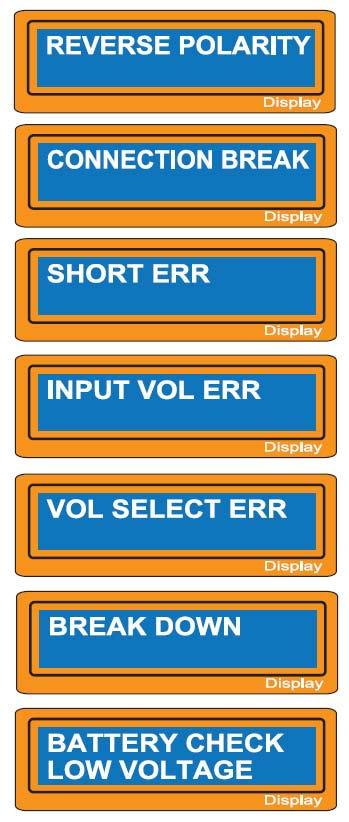 REVERSE POLARITY
Display
CONNECTION BREAK
Display
SHORT ERR
Display
INPUT VOL ERR
Display
VOL SELECT ERR
Display
BREAK DOWN
Display
BATTERY CHECK
LOW VOLTAGE
Display